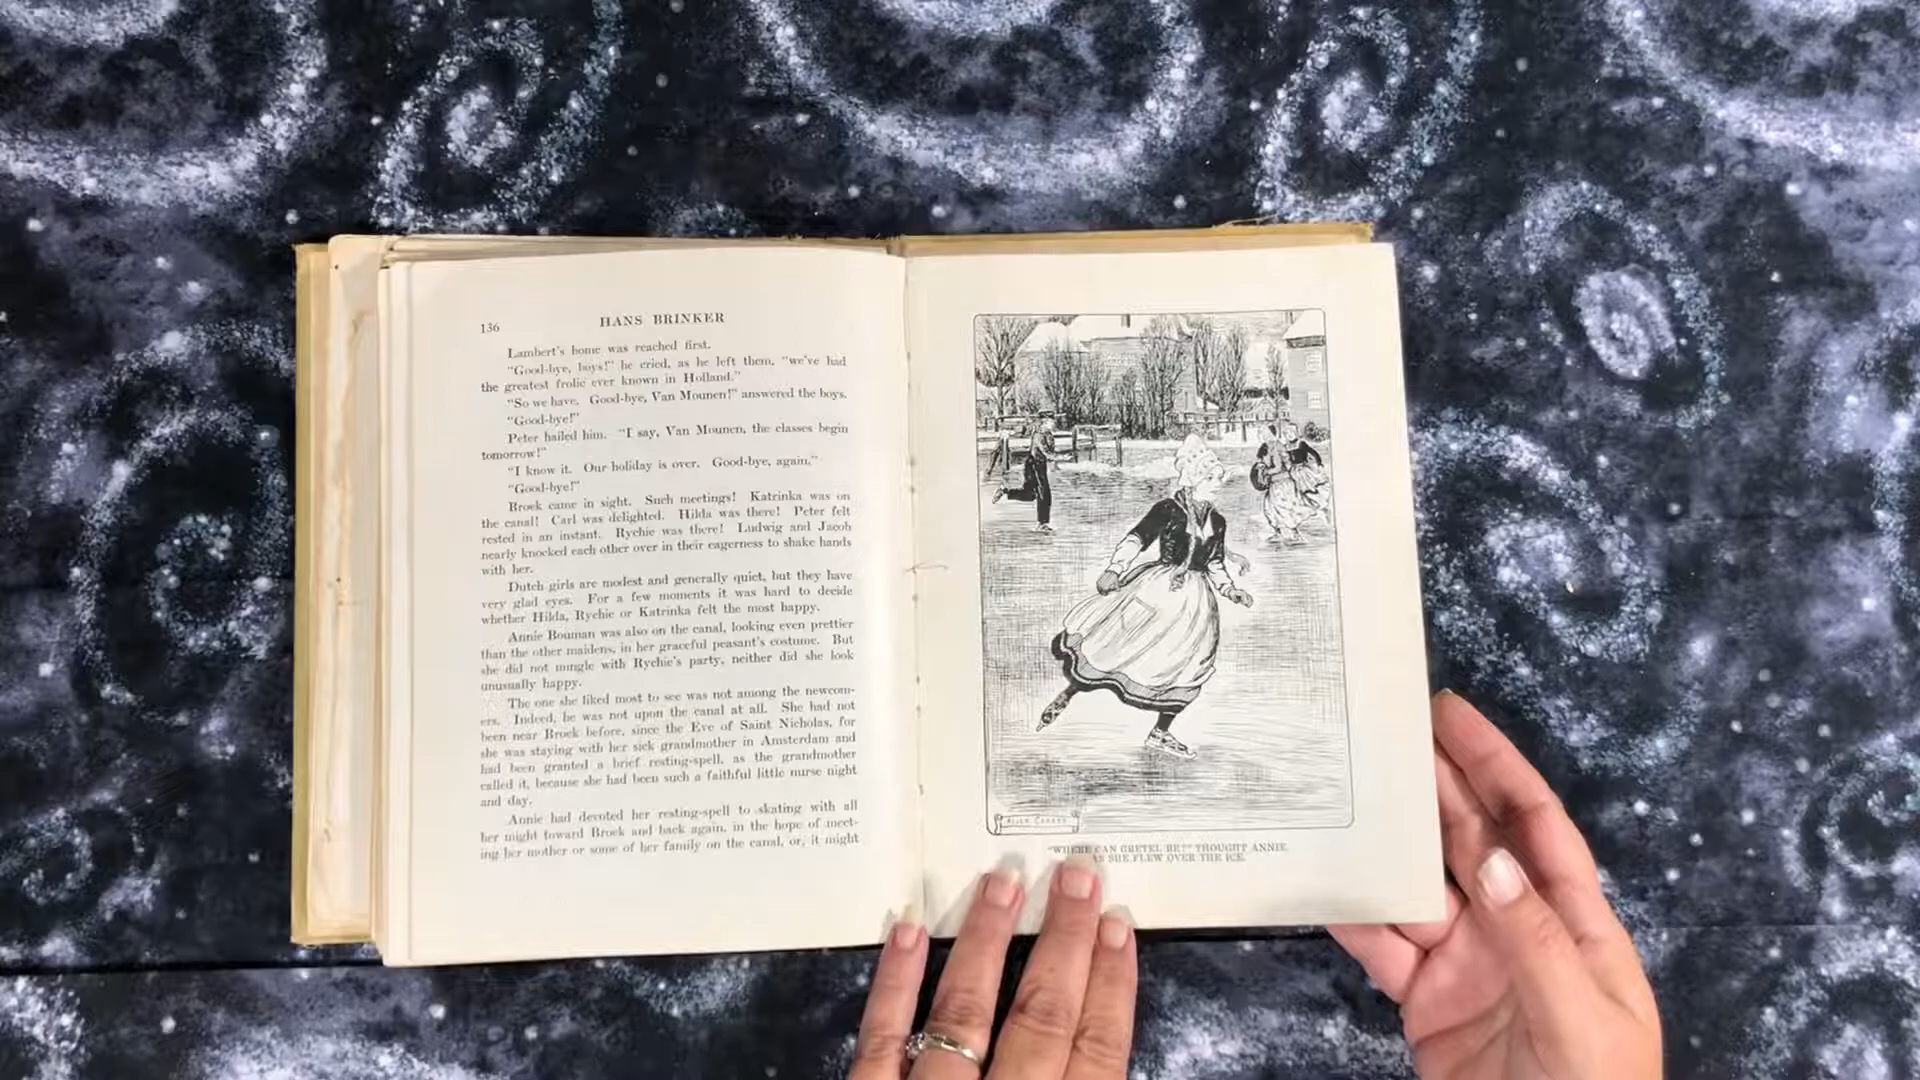 136 HANS BRINKER
Lambert's home was reached first.
"Good-bye, boys!" he cried, as he left them, "we've had
the greatest frolic ever known in Holland."
"So we have. Good-bye, Van Mounen!" answered the boys.
"Good-bye!"
Peter hailed him. "I say, Van Mounen, the classes begin
tomorrow!"
"I know it. Our holiday is over. Good-bye, again."
"Good-bye!"
Broek came in sight. Such meetings! Katrinka was on
the canal! Carl was delighted. Hilda was there! Peter felt
rested in an instant. Rychie was there! Ludwig and Jacob
nearly knocked each other over in their eagerness to shake hands
with her.
Dutch girls are modest and generally quiet, but they have
very glad eyes. For a few moments it was hard to decide
whether Hilda, Rychie or Katrinka felt the most happy.
Annie Bouman was also on the canal, looking even prettier
than the other maidens, in her graceful peasant's costume. But
she did not mingle with Rychie's party, neither did she look
unusually happy.
The one she liked most to see was not among the newcom-
ers. Indeed, he was not upon the canal at all. She had not
been near Broek before, since the Eve of Saint Nicholas, for
she was staying with her sick grandmother in Amsterdam and
had been granted a brief resting-spell, as the grandmother
called it, because she had been such a faithful little nurse night
and day.
Annie had devoted her resting-spell to skating with all
her might toward Broek and back again, in the hope of meet-
ing her mother or some of her family on the canal, or, it might
"WHERE CAN GRETEL BE?" THOUGHT ANNIE,
AS SHE FLEW OVER THE ICE.